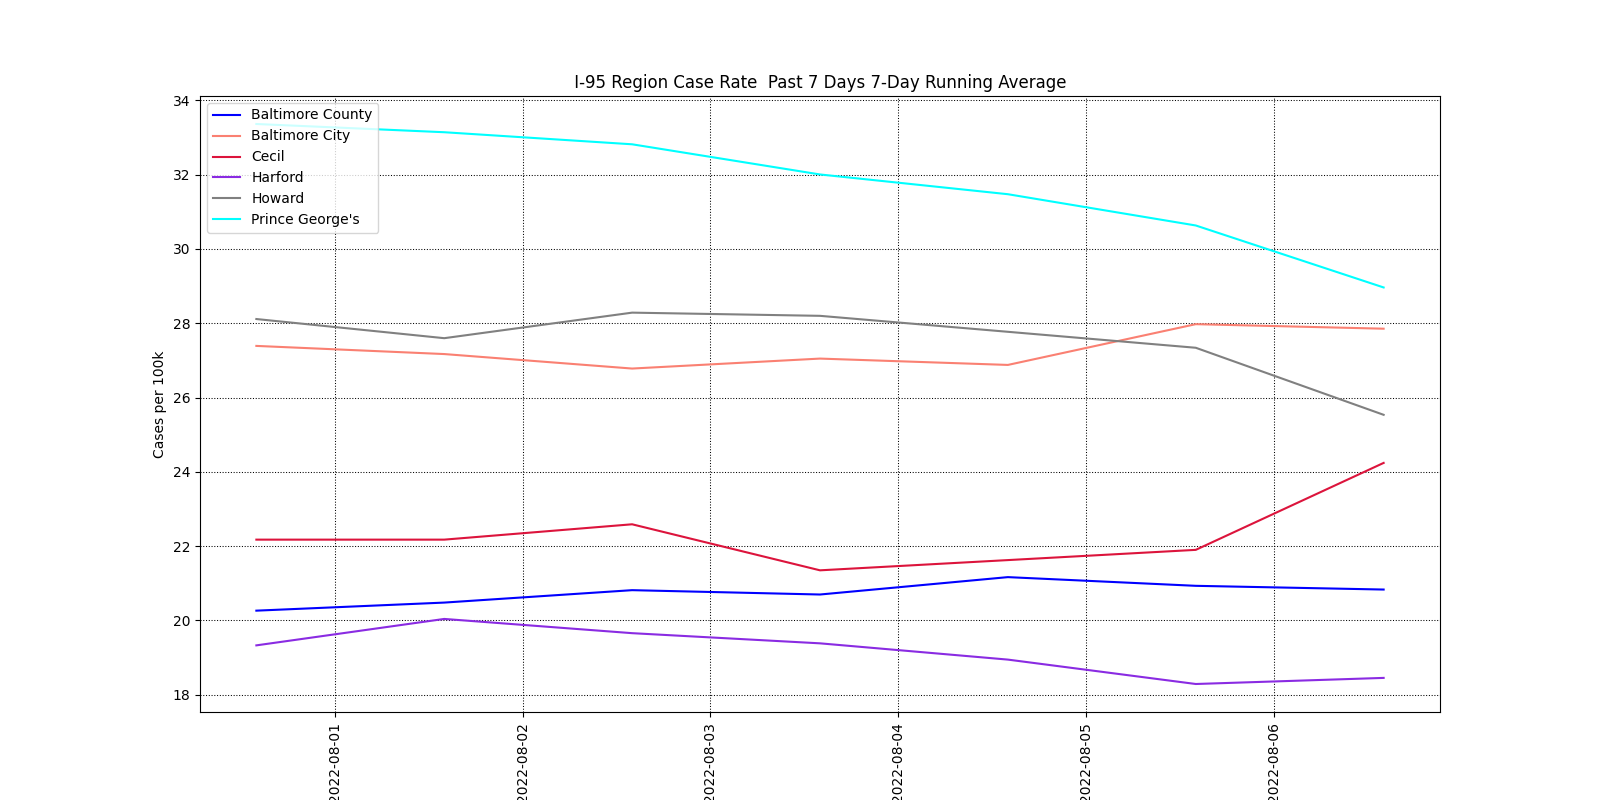 I-95 Region Case Rate  Past 7 Days 7-Day Running Average
Baltimore County
Baltimore City
Cecil
Harford
Howard
Prince George's
Cases per 100k
34
32
30
28
26
24
22
20
18
2022-08-01
2022-08-02
2022-08-03
2022-08-04
2022-08-05
2022-08-06